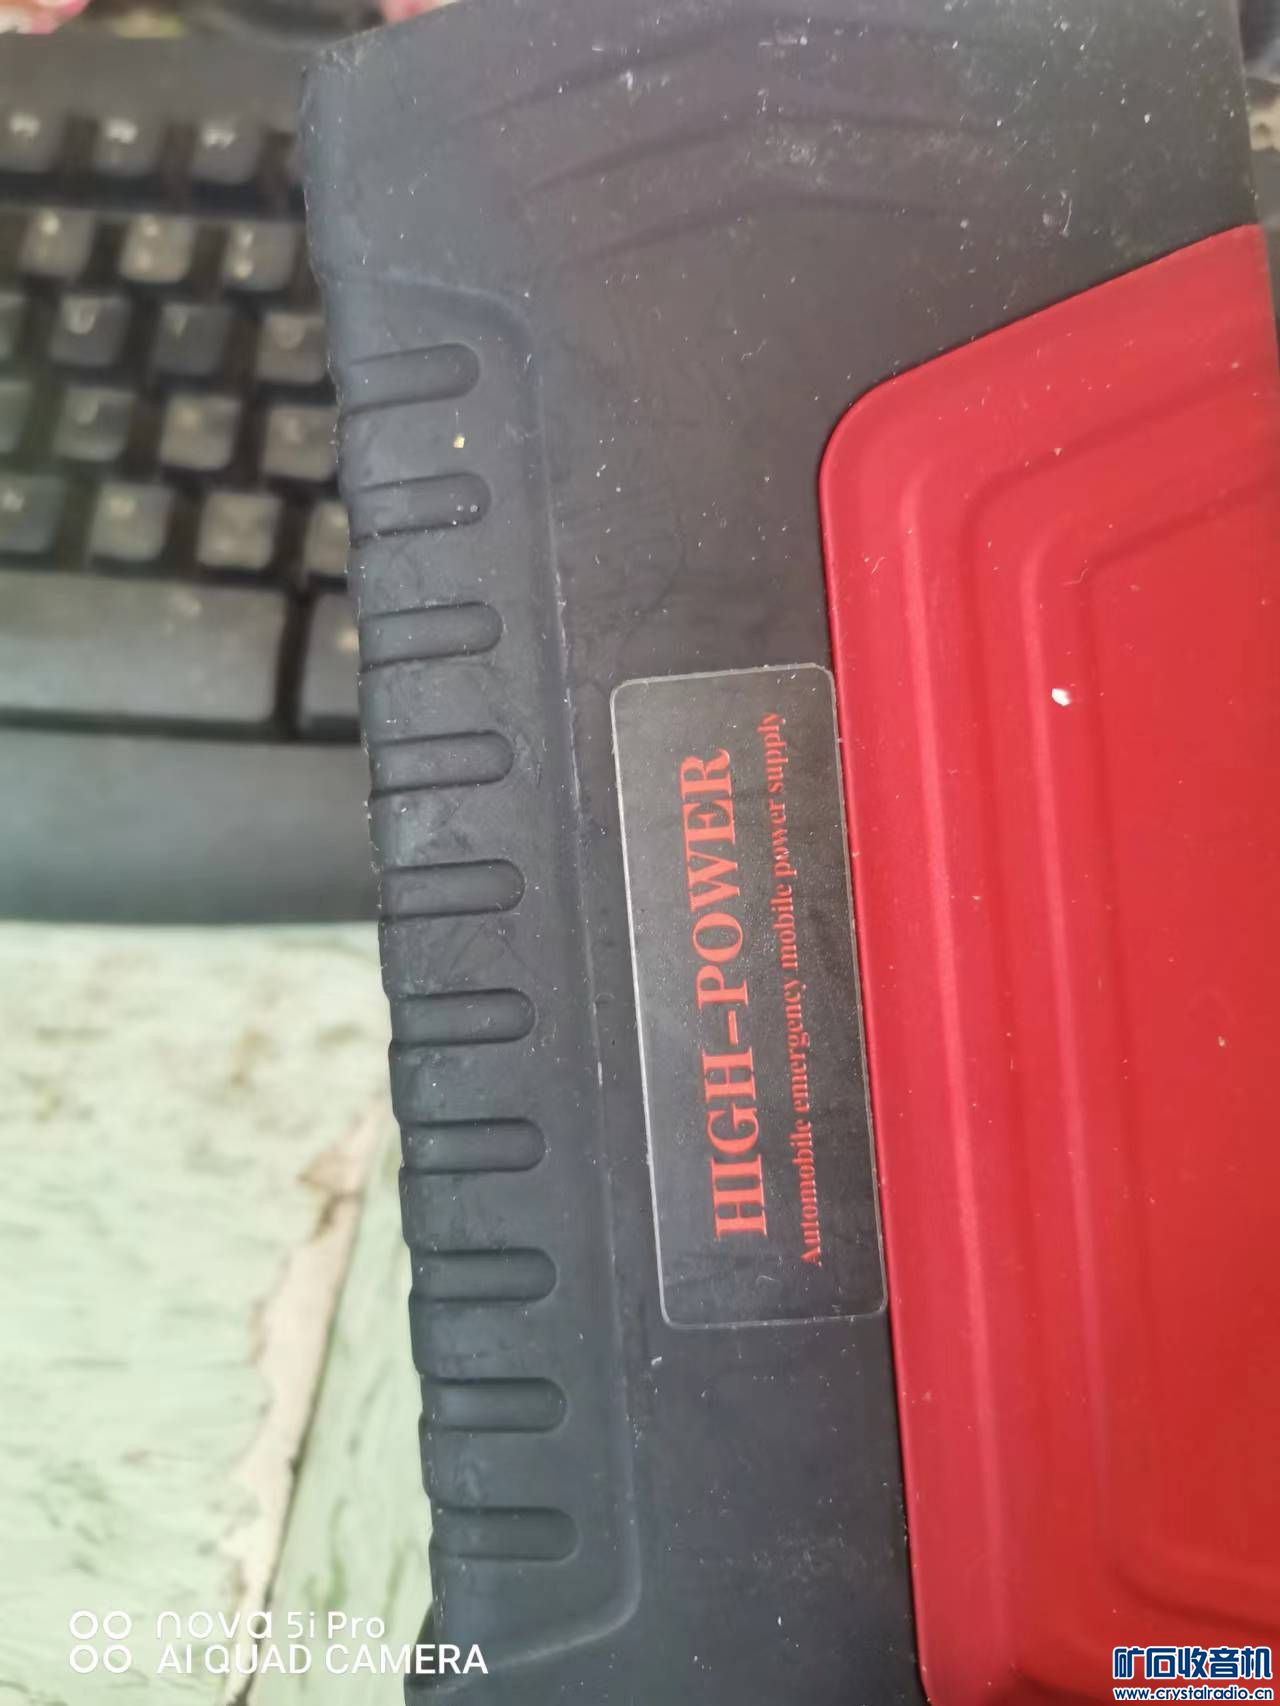 HIGH-POWER
Automobile emergency mobile power supply
nova 5i Pro
AI QUAD CAMERA
矿石收音机
www.crystalradio.cn